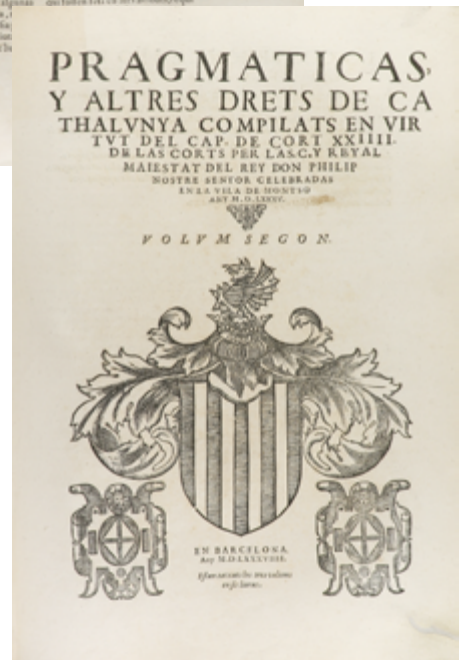 PRAGMATICAS,
Y ALTRES DRETS DE CA
THALVNYA COMPILATS EN VIR
TVT DEL CAP. DE CORT XXIIII.
DE LAS CORTS PER LA S.C.Y REYAL
MAIESTAT DEL REY DON PHILIP
NOSTRE SENYOR CELEBRADAS
EN LA VILA DE MONTSO
ANY M.D.LXXXV.
VOLVM SEGON.
EN BARCELONA.
Any M.D.LXXXVIIII.